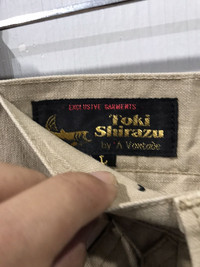 EXCLUSIVE GARMENTS
Toki
Shirazu
by A Vontade
L